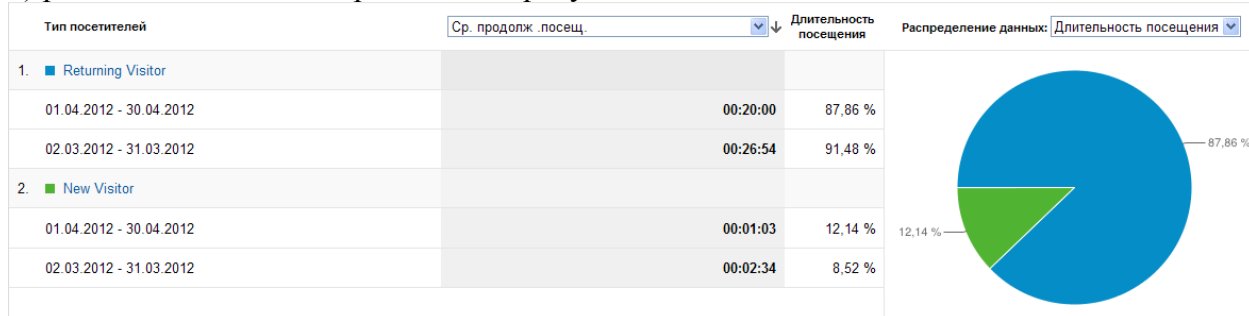 Тип посетителей Ср. продолж .посещ. Длительность посещения Распределение данных: Длительность посещения
1. Returning Visitor
01.04.2012 - 30.04.2012 00:20:00 87,86 %
02.03.2012 - 31.03.2012 00:26:54 91,48 %
2. New Visitor
01.04.2012 - 30.04.2012 00:01:03 12,14 %
02.03.2012 - 31.03.2012 00:02:34 8,52 %
87,86 %
12,14 %